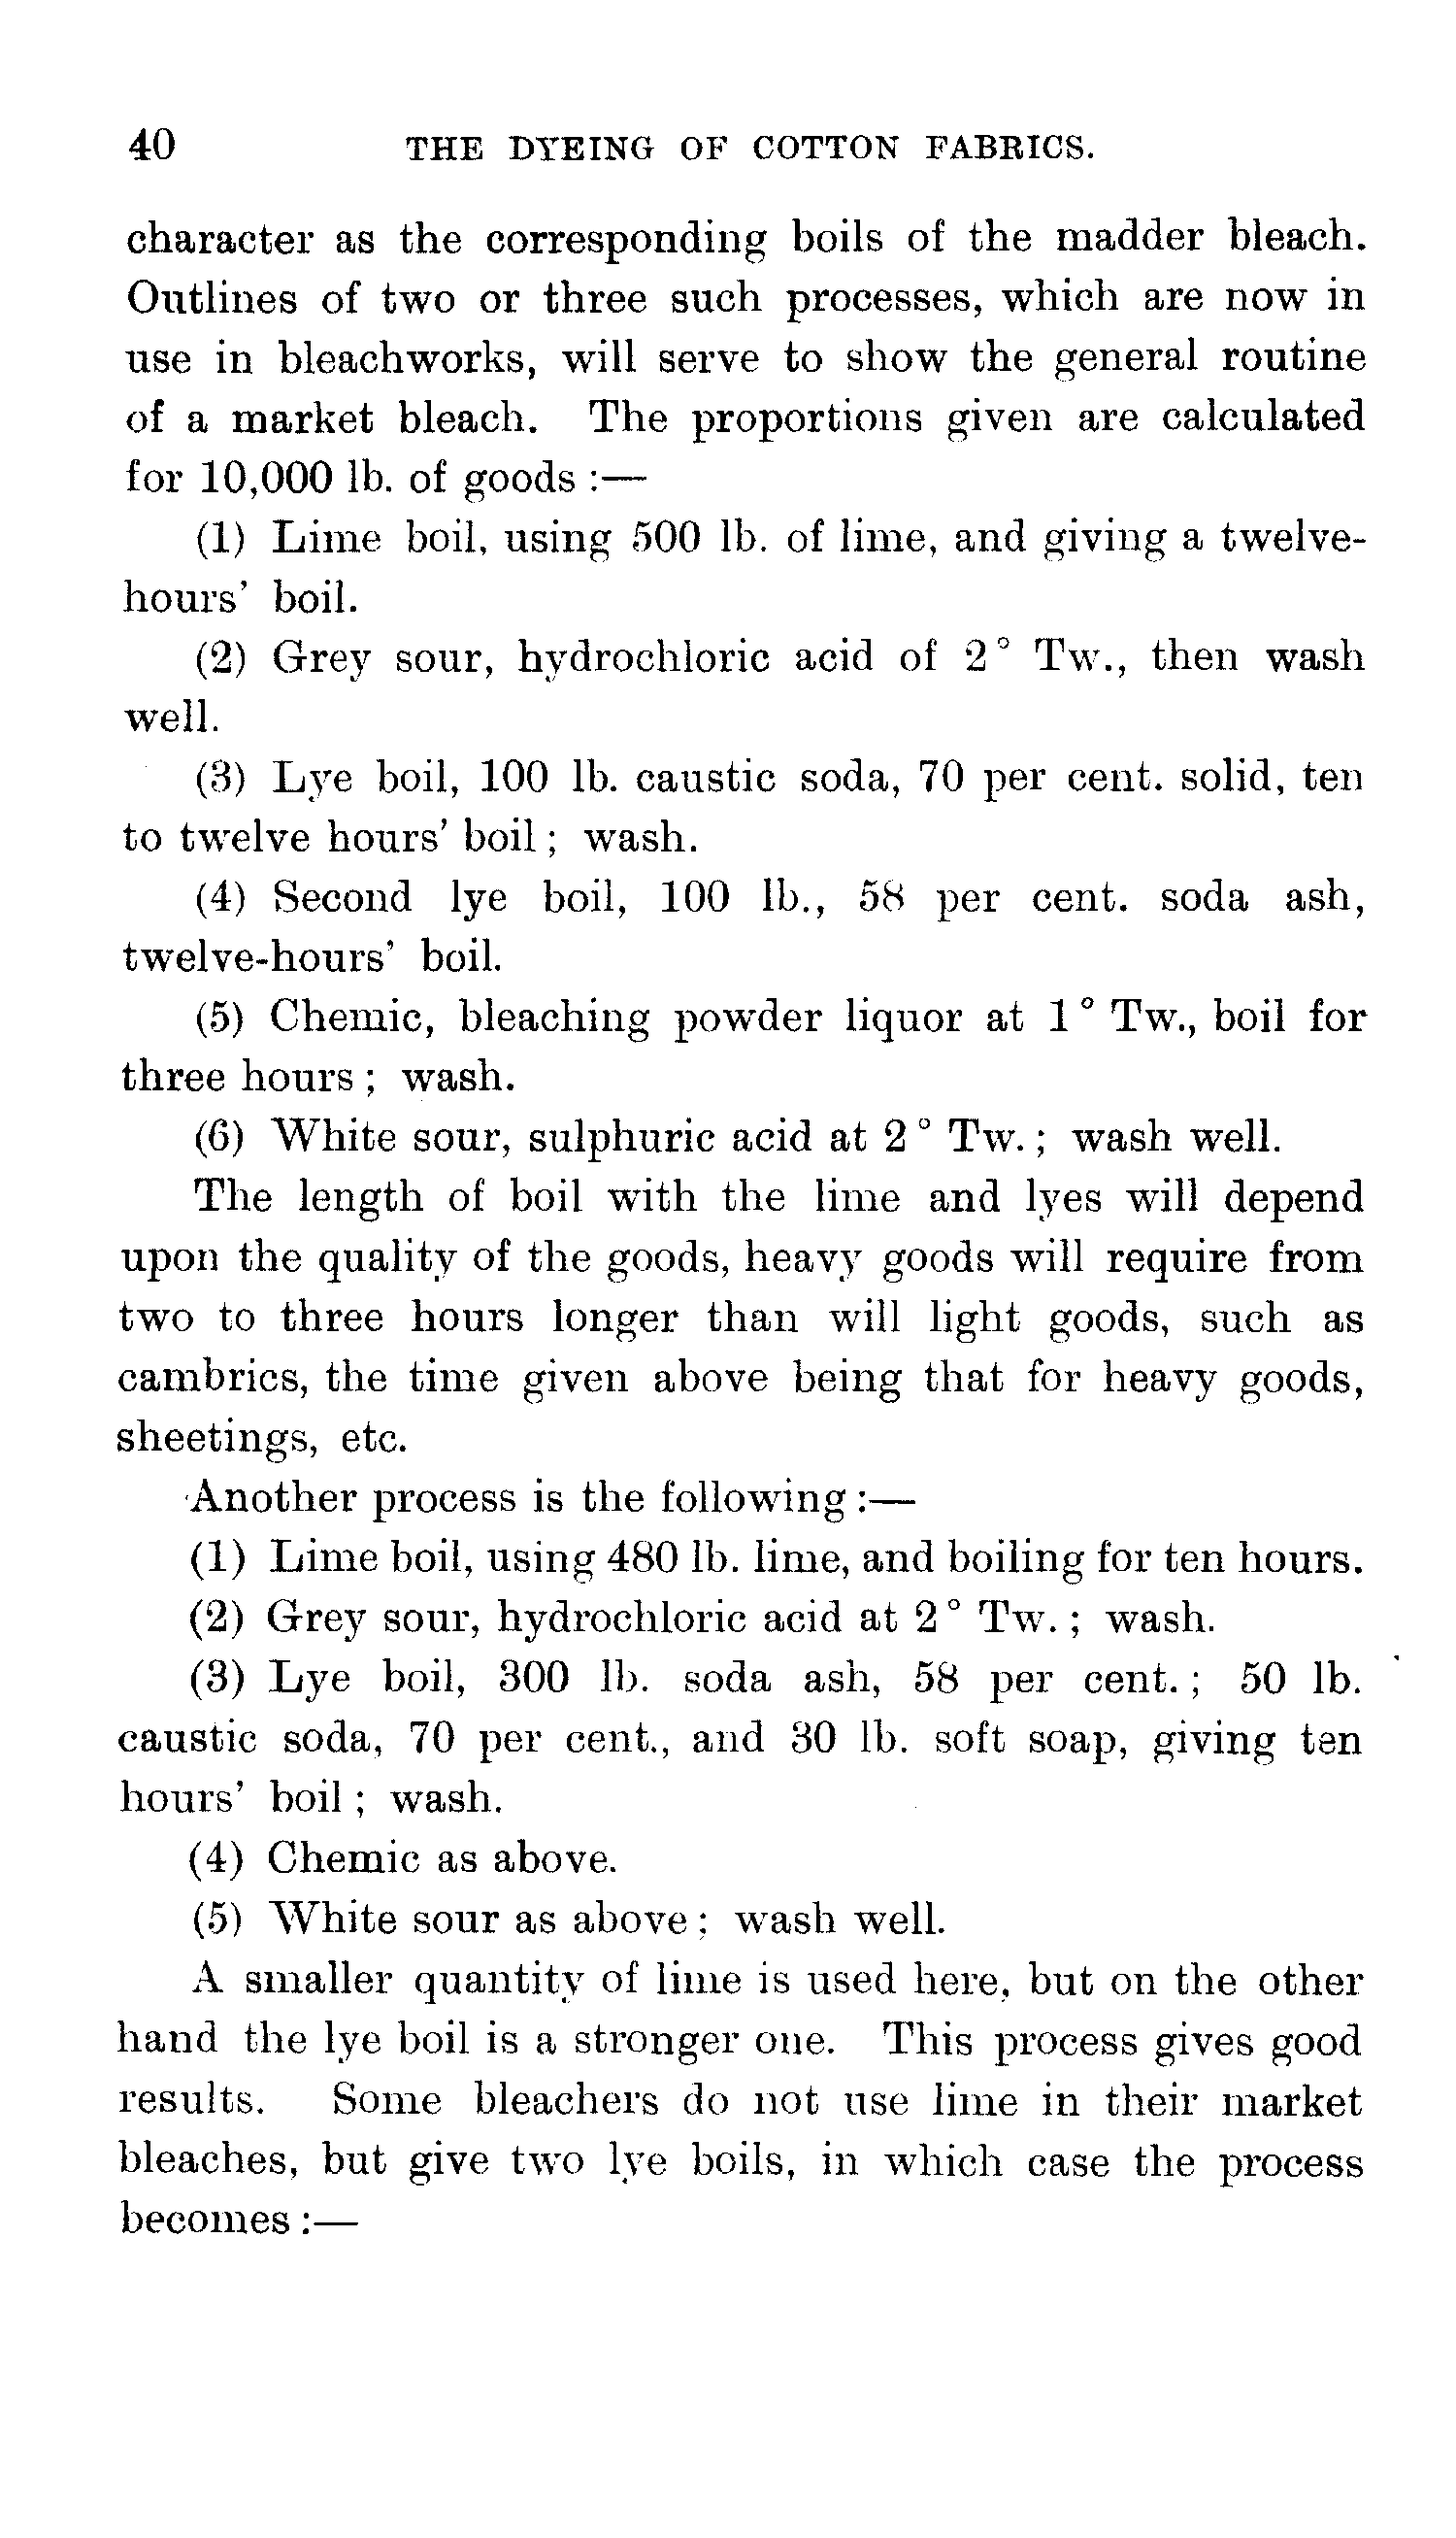 40 THE DYEING OF COTTON FABRICS.
character as the corresponding boils of the madder bleach.
Outlines of two or three such processes, which are now in
use in bleachworks, will serve to show the general routine
of a market bleach. The proportions given are calculated
for 10,000 lb. of goods :—
(1) Lime boil, using 500 lb. of lime, and giving a twelve-
hours' boil.
(2) Grey sour, hydrochloric acid of 2° Tw., then wash
well.
(3) Lye boil, 100 lb. caustic soda, 70 per cent. solid, ten
to twelve hours' boil ; wash.
(4) Second lye boil, 100 lb., 58 per cent. soda ash,
twelve-hours' boil.
(5) Chemic, bleaching powder liquor at 1° Tw., boil for
three hours ; wash.
(6) White sour, sulphuric acid at 2° Tw. ; wash well.
The length of boil with the lime and lyes will depend
upon the quality of the goods, heavy goods will require from
two to three hours longer than will light goods, such as
cambrics, the time given above being that for heavy goods,
sheetings, etc.
Another process is the following :—
(1) Lime boil, using 480 lb. lime, and boiling for ten hours.
(2) Grey sour, hydrochloric acid at 2° Tw. ; wash.
(3) Lye boil, 300 lb. soda ash, 58 per cent. ; 50 lb.
caustic soda, 70 per cent., and 30 lb. soft soap, giving ten
hours' boil ; wash.
(4) Chemic as above.
(5) White sour as above ; wash well.
A smaller quantity of lime is used here, but on the other
hand the lye boil is a stronger one. This process gives good
results. Some bleachers do not use lime in their market
bleaches, but give two lye boils, in which case the process
becomes :—